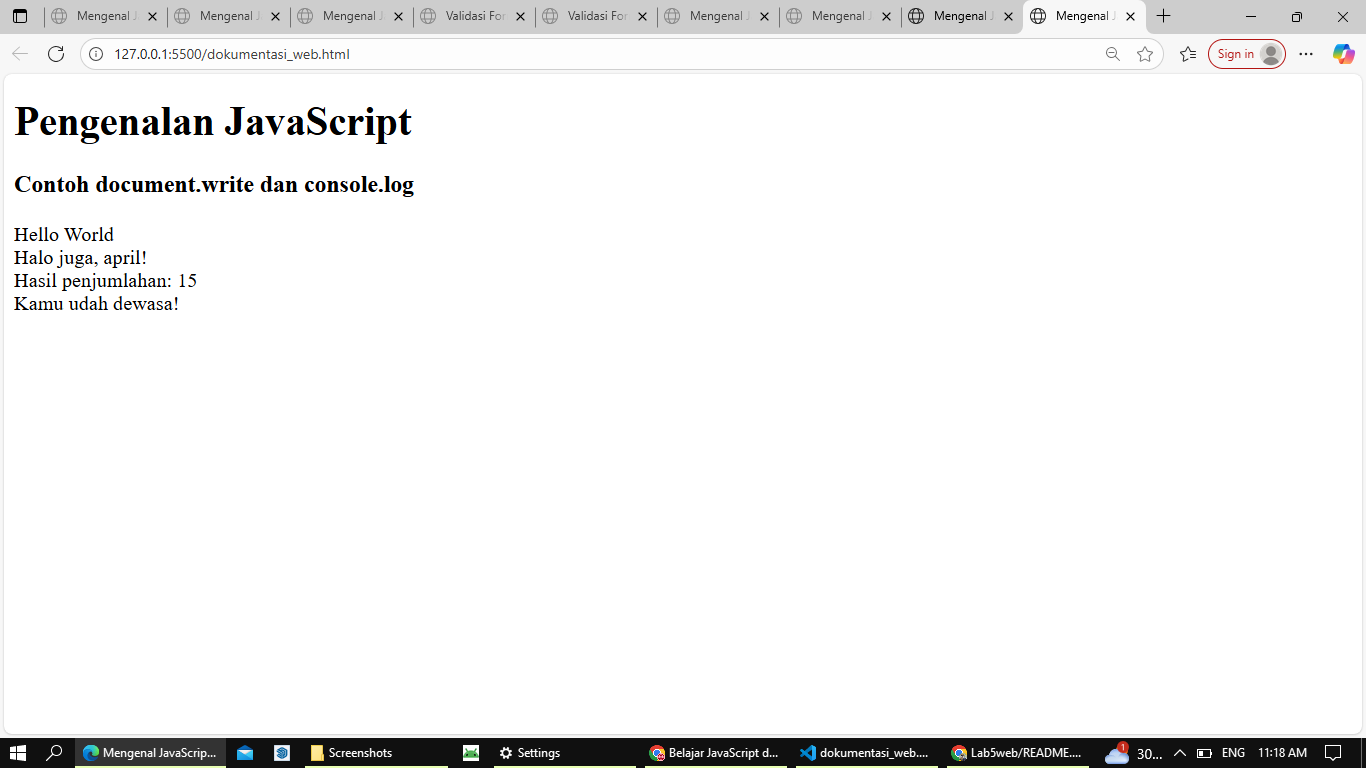 Mengenal J
Mengenal J
Mengenal J
Validasi For
Validasi For
Mengenal J
Mengenal J
Mengenal J
Mengenal J
127.0.0.1:5500/dokumentasi_web.html
Sign in
Pengenalan JavaScript
Contoh document.write dan console.log
Hello World
Halo juga, april!
Hasil penjumlahan: 15
Kamu udah dewasa!
Mengenal JavaScrip...
Screenshots
Settings
Belajar JavaScript d...
dokumentasi_web....
Lab5web/README....
1
30...
ENG
11:18 AM